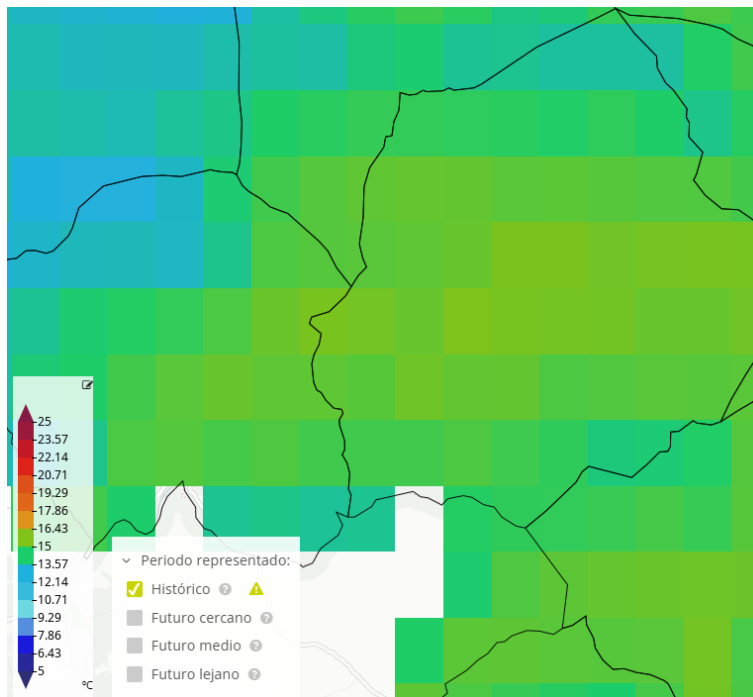 25
23.57
22.14
20.71
19.29
17.86
16.43
15
13.57
12.14
10.71
9.29
7.86
6.43
5
ºC
Periodo representado:
Histórico
Futuro cercano
Futuro medio
Futuro lejano